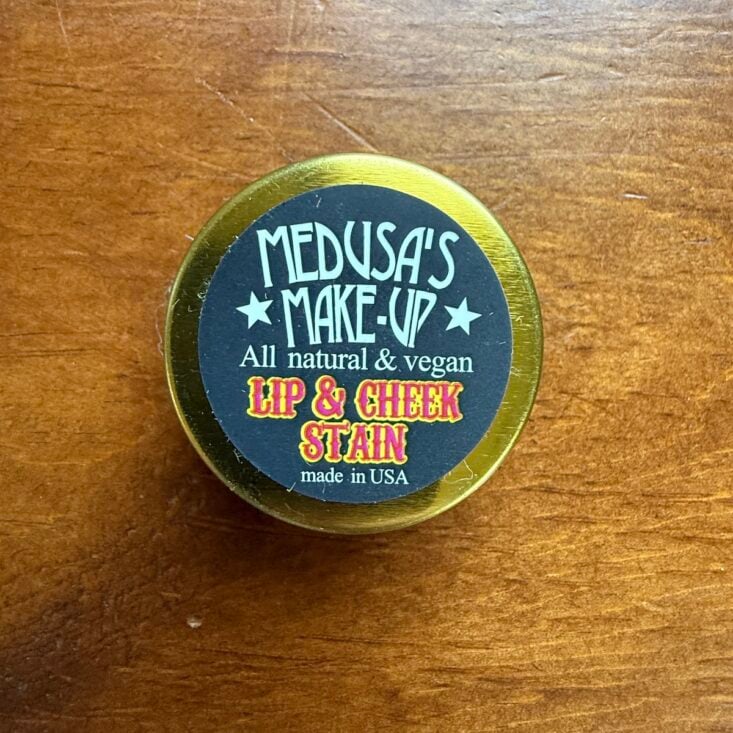 MEDUSA'S
MAKE-UP
All natural & vegan
LIP & CHEEK
STAIN
made in USA